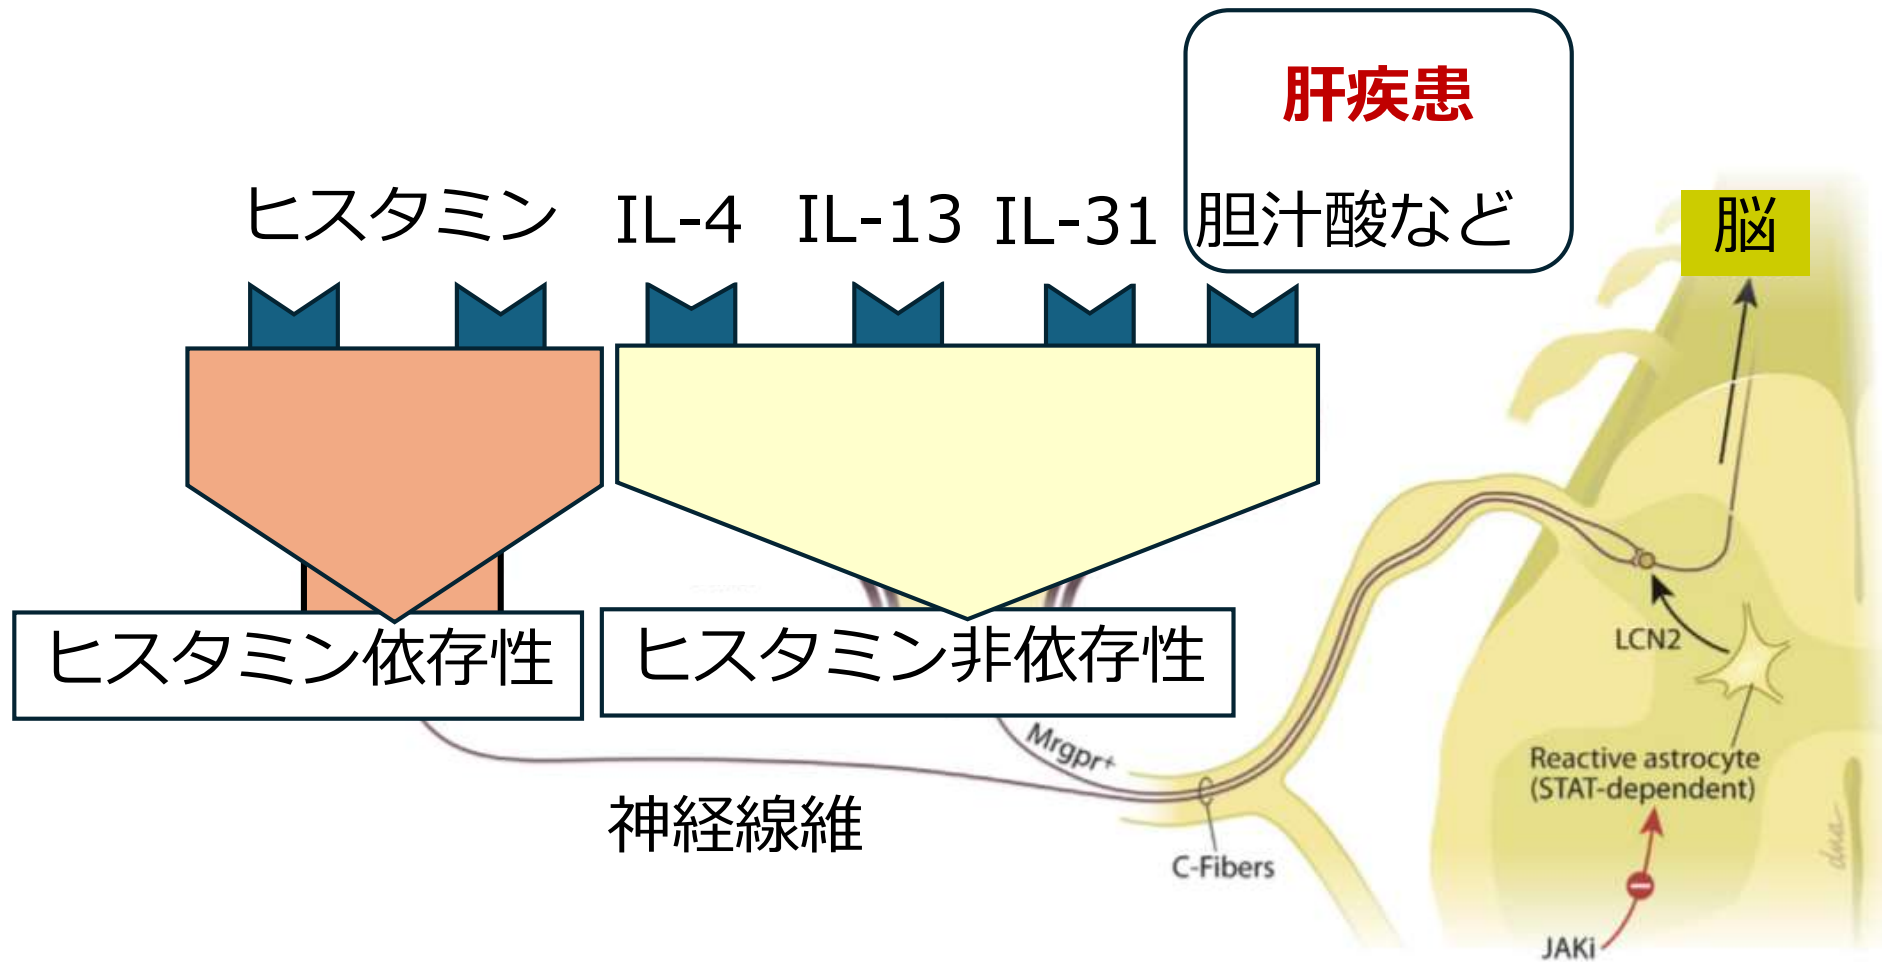 肝疾患
ヒスタミン
IL-4
IL-13
IL-31
胆汁酸など
脳
ヒスタミン依存性
ヒスタミン非依存性
LCN2
Mrgpr+
Reactive astrocyte
(STAT-dependent)
神経線維
C-Fibers
JAKi
dna